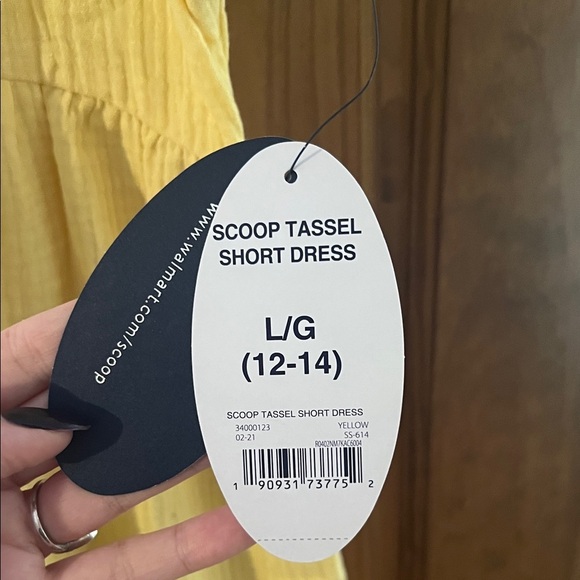 www.walmart.com/scoop
SCOOP TASSEL
SHORT DRESS
L/G
(12-14)
SCOOP TASSEL SHORT DRESS
34000123 YELLOW
02-21 SS-614
R0402NM7KAC6004
1 90931 73775 2